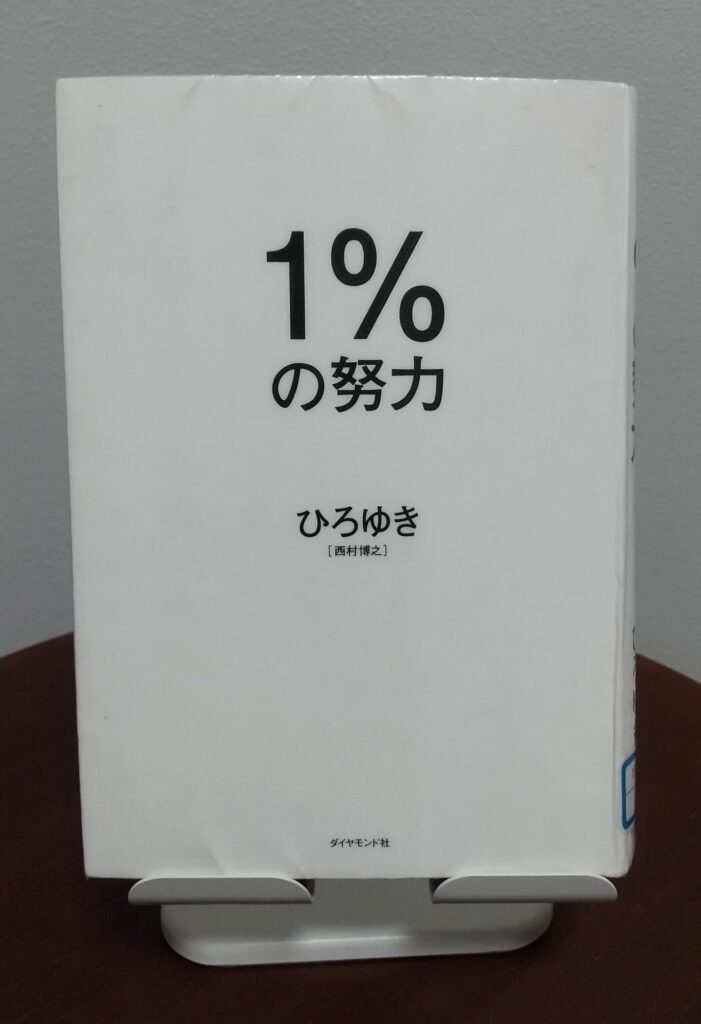 1%
の努力
ひろゆき
[西村博之]
ダイヤモンド社